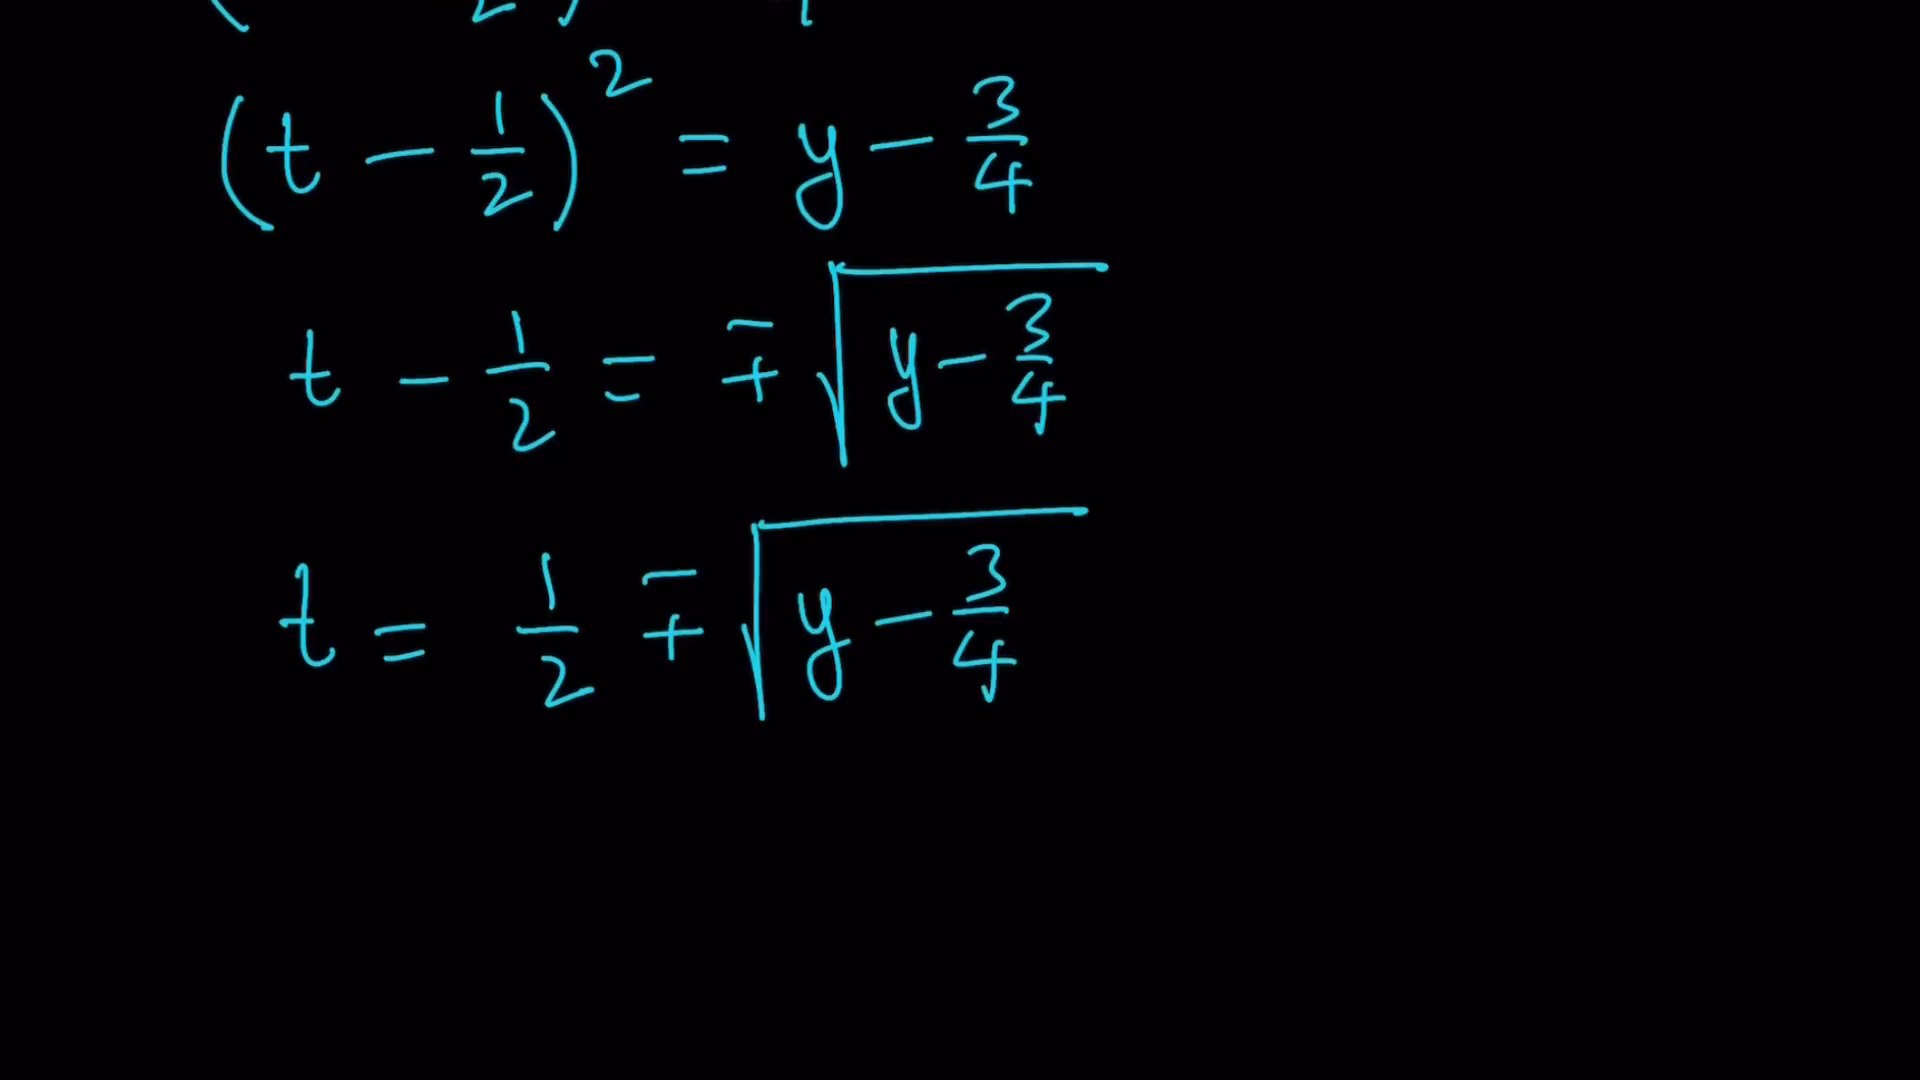 (t - 1/2)² = y - 3/4
t - 1/2 = ∓ √(y - 3/4)
t = 1/2 ∓ √(y - 3/4)